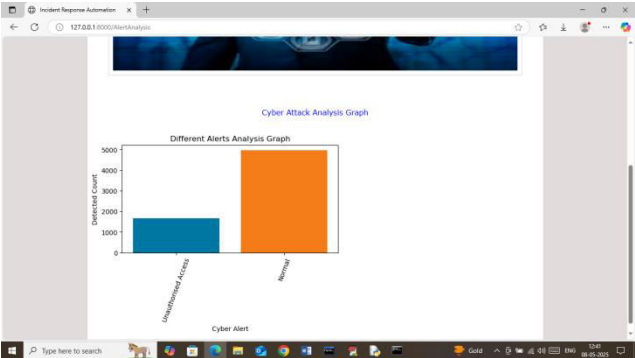 Incident Response Automation
127.0.0.1:8000/AlertAnalysis
Cyber Attack Analysis Graph
Different Alerts Analysis Graph
5000
4000
3000
2000
1000
0
Detected Count
Unauthorised Access
Normal
Cyber Alert
Type here to search
Gold
ENG
12:41
08-05-2025